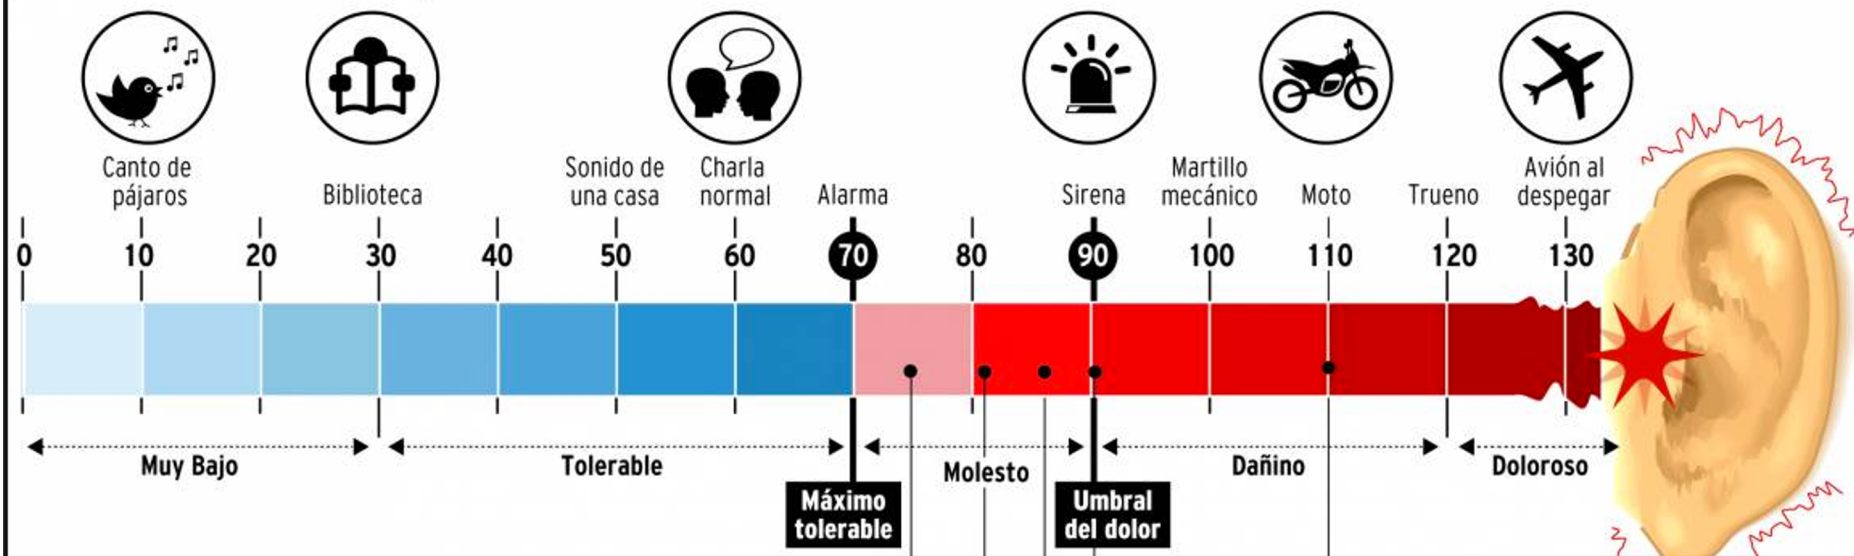 Canto de
pájaros
Biblioteca
Sonido de
una casa
Charla
normal
Alarma
Sirena
Martillo
mecánico
Moto
Trueno
Avión al
despegar
0 10 20 30 40 50 60 70 80 90 100 110 120 130
Muy Bajo
Tolerable
Molesto
Dañino
Doloroso
Máximo
tolerable
Umbral
del dolor